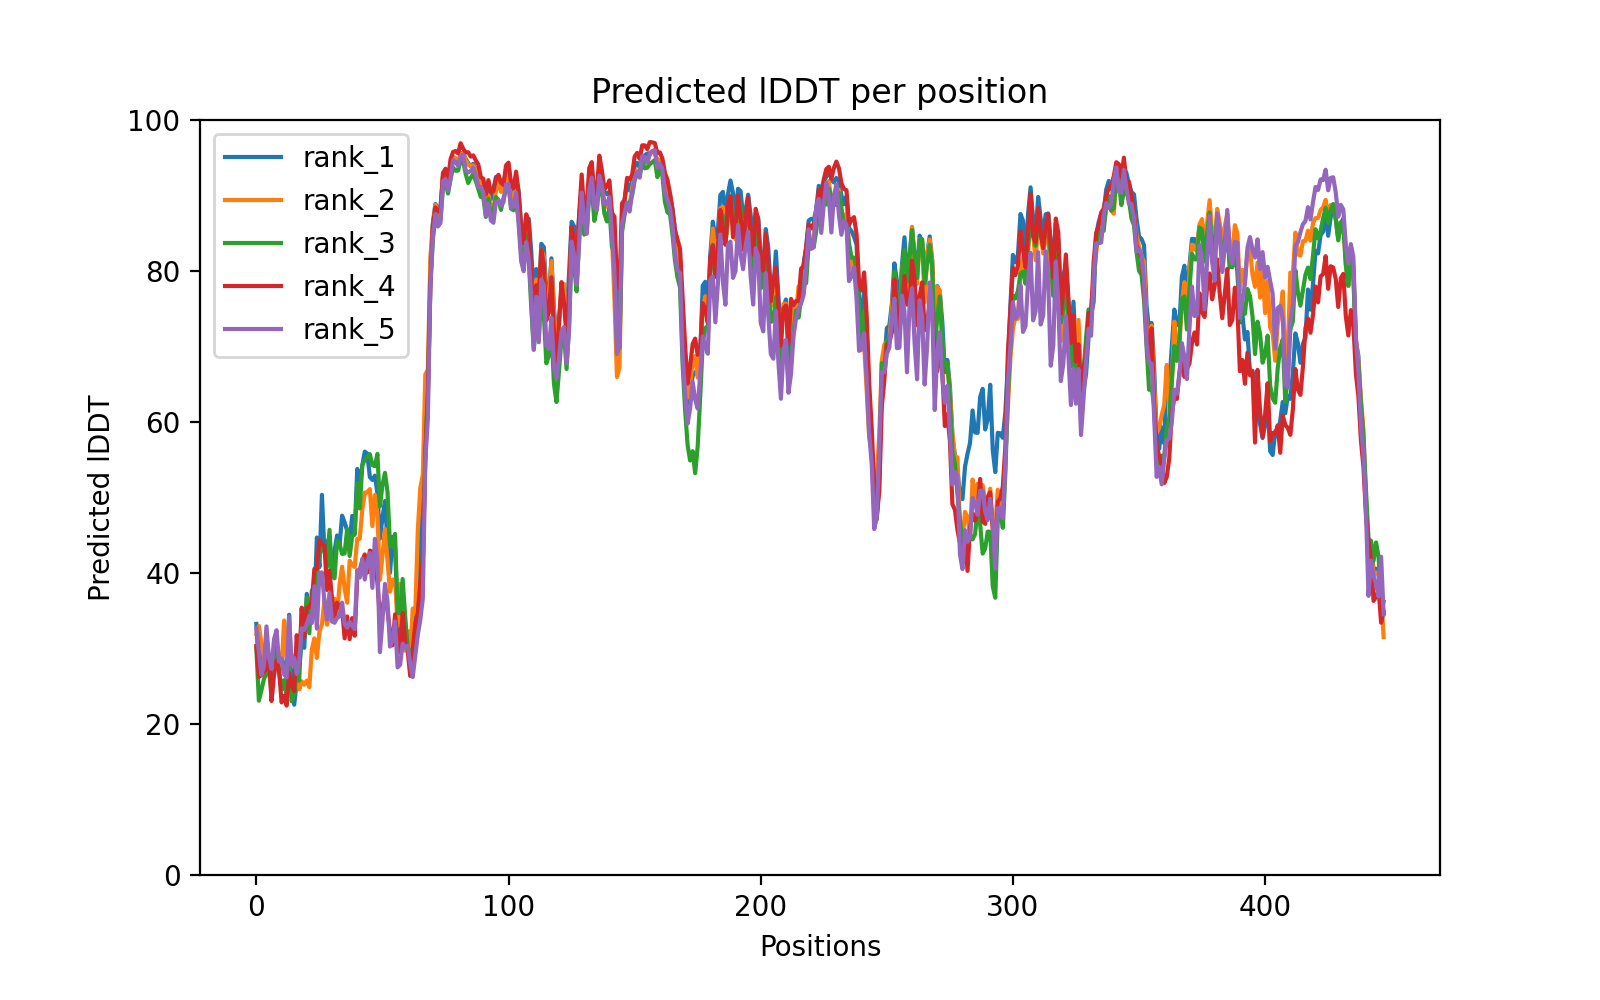 Predicted lDDT per position
100
80
60
40
20
0
Predicted lDDT
rank_1
rank_2
rank_3
rank_4
rank_5
0 100 200 300 400
Positions